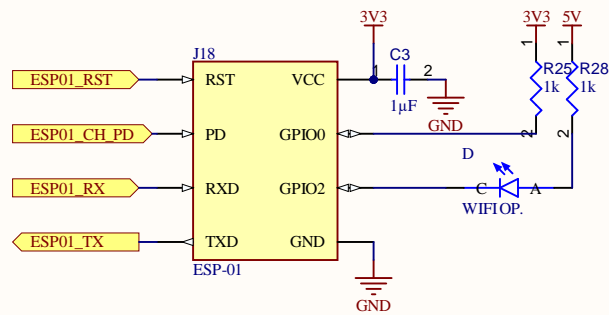 3V3
3V3
5V
J18
C3
1
2
1µF
GND
1
1
R25
R28
1k
1k
2
2
ESP01_RST
RST
VCC
ESP01_CH_PD
PD
GPIO0
D
ESP01_RX
RXD
GPIO2
C
A
WIFI OP.
ESP01_TX
TXD
GND
ESP-01
GND